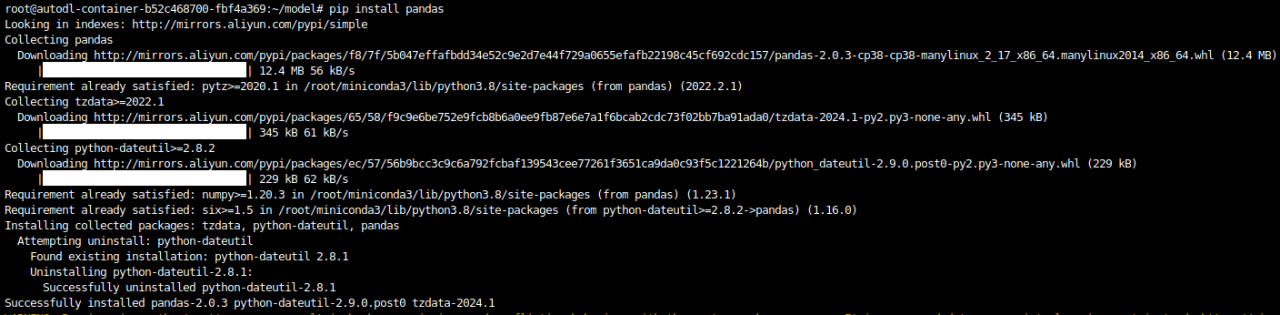 root@autodl-container-b52c468700-fbf4a369:~/model# pip install pandas
Looking in indexes: http://mirrors.aliyun.com/pypi/simple
Collecting pandas
Downloading http://mirrors.aliyun.com/pypi/packages/f8/7f/5b047effafbdd34e52c9e2d7e44f729a0655efafb22198c45cf692cdc157/pandas-2.0.3-cp38-cp38-manylinux_2_17_x86_64.manylinux2014_x86_64.whl (12.4 MB)
| | 12.4 MB 56 kB/s
Requirement already satisfied: pytz>=2020.1 in /root/miniconda3/lib/python3.8/site-packages (from pandas) (2022.2.1)
Collecting tzdata>=2022.1
Downloading http://mirrors.aliyun.com/pypi/packages/65/58/f9c9e6be752e9fcb8b6a0ee9fb87e6e7a1f6bcab2cdc73f02bb7ba91ada0/tzdata-2024.1-py2.py3-none-any.whl (345 kB)
| | 345 kB 61 kB/s
Collecting python-dateutil>=2.8.2
Downloading http://mirrors.aliyun.com/pypi/packages/ec/57/56b9bcc3c9c6a792fcbaf139543cee77261f3651ca9da0c93f5c1221264b/python_dateutil-2.9.0.post0-py2.py3-none-any.whl (229 kB)
| | 229 kB 62 kB/s
Requirement already satisfied: numpy>=1.20.3 in /root/miniconda3/lib/python3.8/site-packages (from pandas) (1.23.1)
Requirement already satisfied: six>=1.5 in /root/miniconda3/lib/python3.8/site-packages (from python-dateutil>=2.8.2->pandas) (1.16.0)
Installing collected packages: tzdata, python-dateutil, pandas
Attempting uninstall: python-dateutil
Found existing installation: python-dateutil 2.8.1
Uninstalling python-dateutil-2.8.1:
Successfully uninstalled python-dateutil-2.8.1
Successfully installed pandas-2.0.3 python-dateutil-2.9.0.post0 tzdata-2024.1